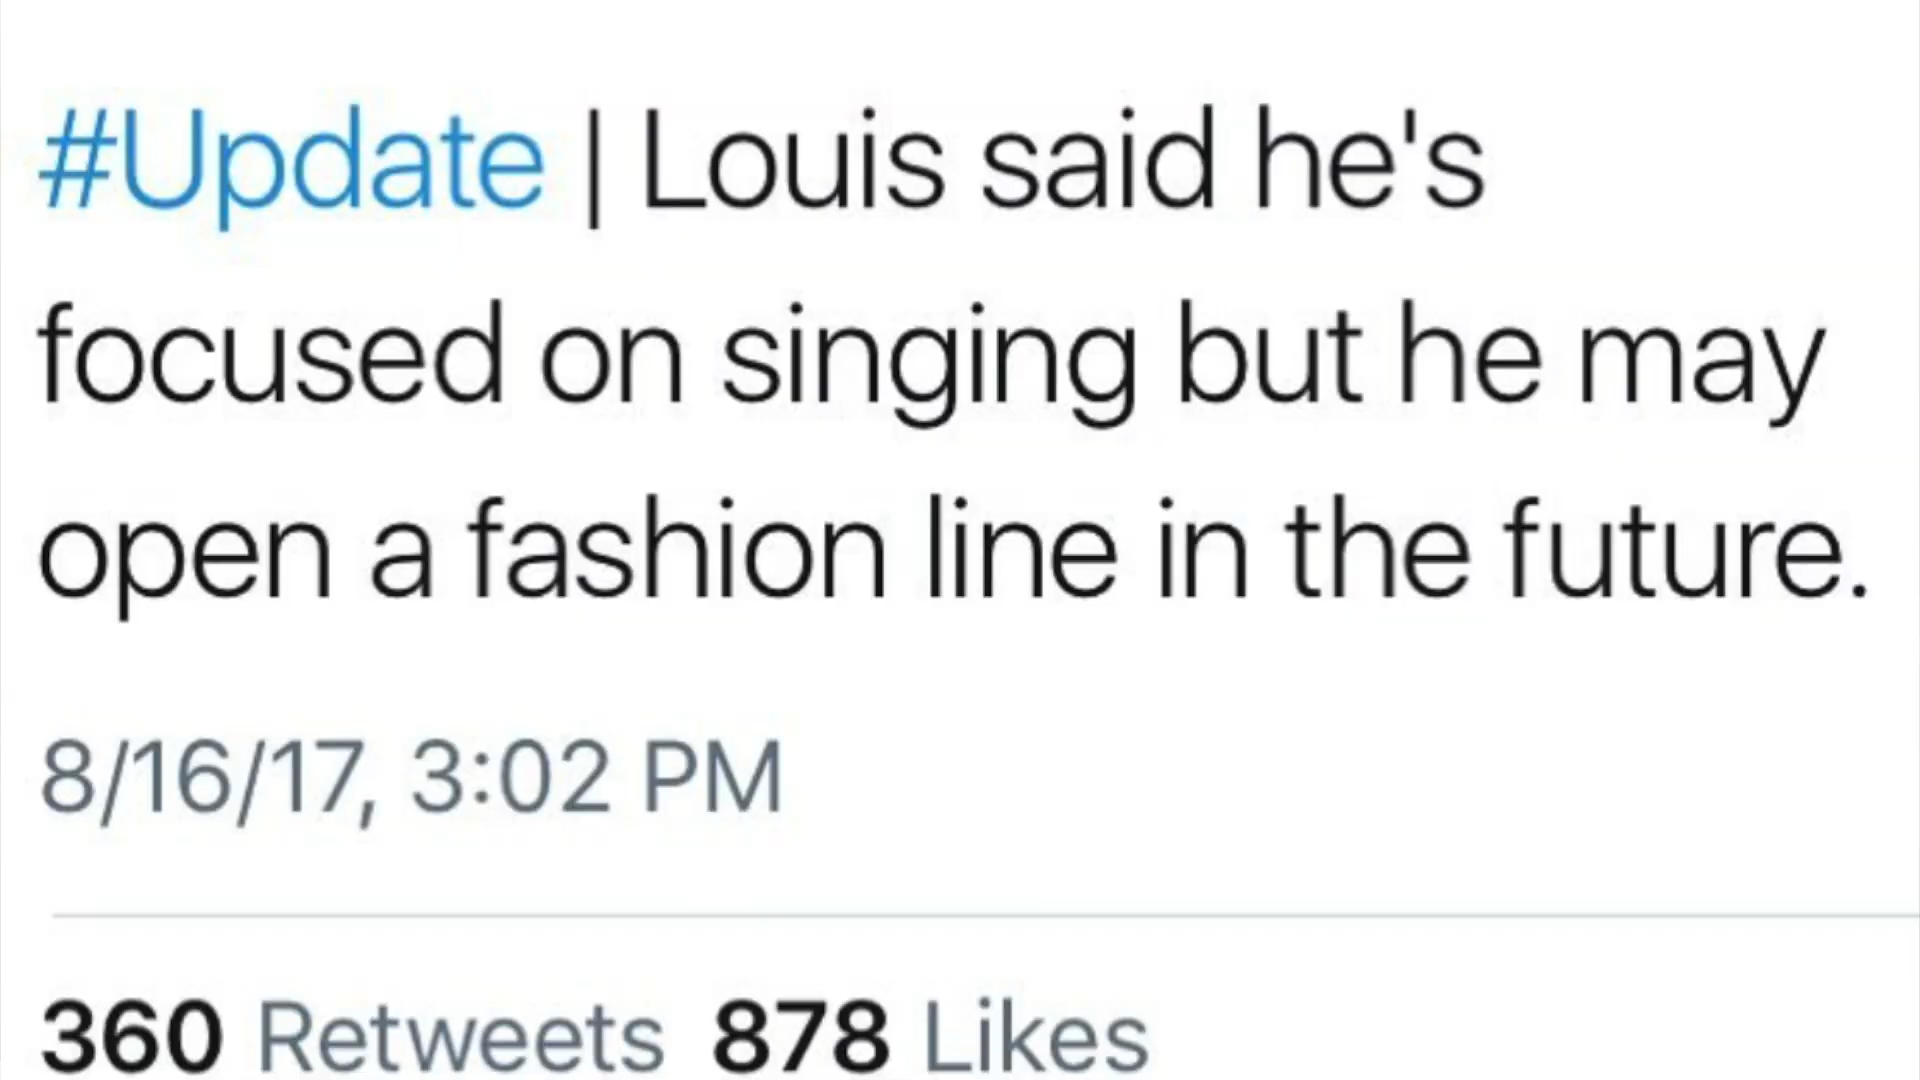 #Update | Louis said he's
focused on singing but he may
open a fashion line in the future.
8/16/17, 3:02 PM
360 Retweets 878 Likes